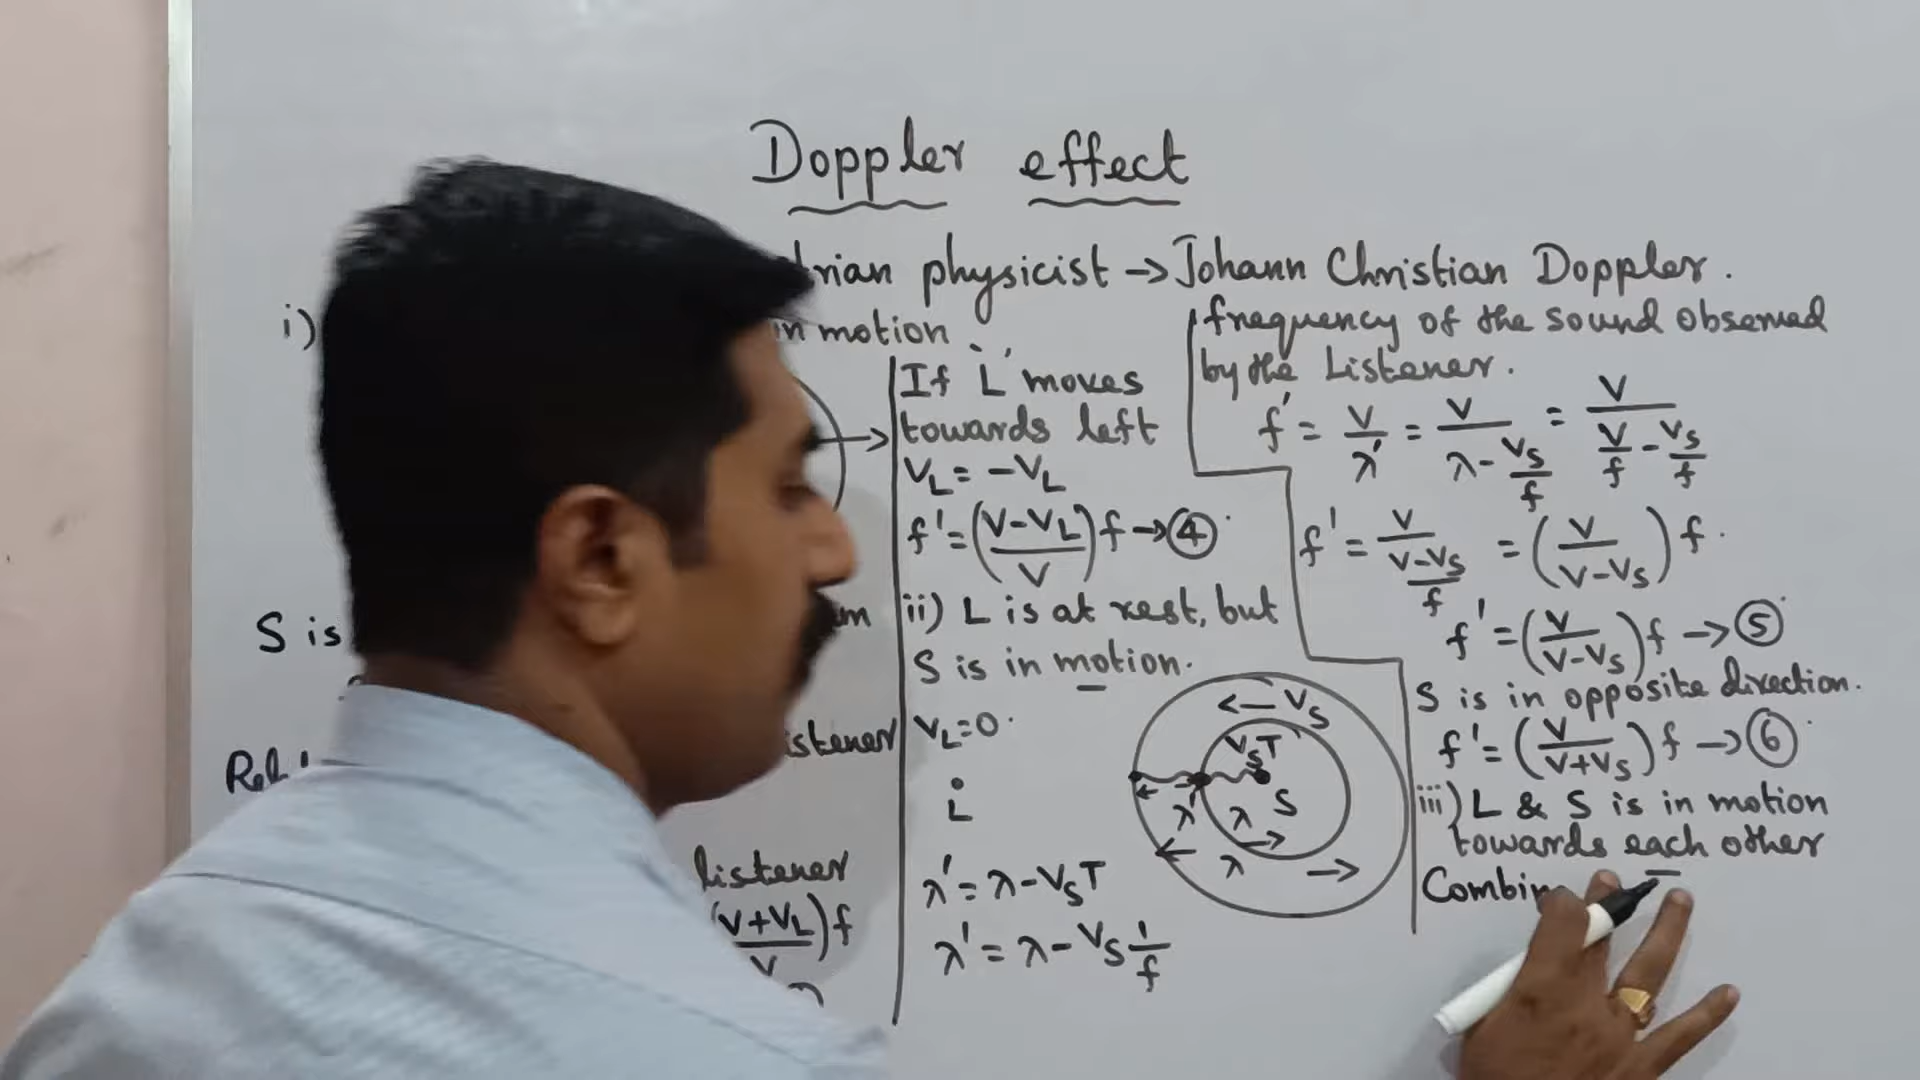 Doppler effect
physicist → Johann Christian Doppler.
i) in motion
If L moves
towards left
V_L = -V_L
f' = (V-V_L / V) f → ④
ii) L is at rest, but
S is in motion.
V_L = 0
L
λ' = λ - V_S T
λ' = λ - V_S 1/f
S is
listener
(V+V_L / V) f
← V_S
V_S T
S
λ'
λ
λ
frequency of the sound observed
by the Listener.
f' = V/λ' = V / (λ - V_S/f) = V / (V/f - V_S/f)
f' = V / ((V-V_S)/f) = (V / V-V_S) f.
f' = (V / V-V_S) f → ⑤
S is in opposite direction.
f' = (V / V+V_S) f → ⑥
iii) L & S is in motion
towards each other